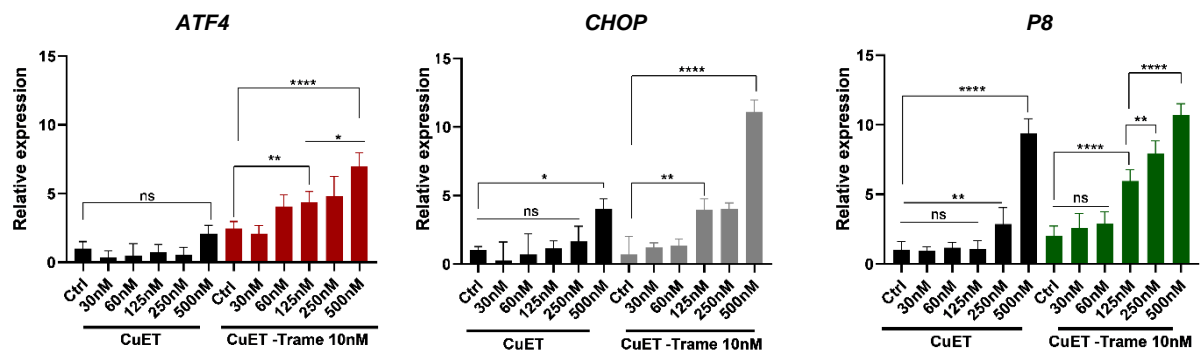 ATF4
Relative expression
15
10
5
0
ns
**
****
*
Ctrl
30nM
60nM
125nM
250nM
500nM
Ctrl
30nM
60nM
125nM
250nM
500nM
CuET
CuET -Trame 10nM
CHOP
Relative expression
15
10
5
0
*
ns
**
****
Ctrl
30nM
60nM
125nM
250nM
500nM
Ctrl
30nM
60nM
125nM
250nM
500nM
CuET
CuET -Trame 10nM
P8
Relative expression
15
10
5
0
****
**
ns
****
ns
**
****
Ctrl
30nM
60nM
125nM
250nM
500nM
Ctrl
30nM
60nM
125nM
250nM
500nM
CuET
CuET -Trame 10nM